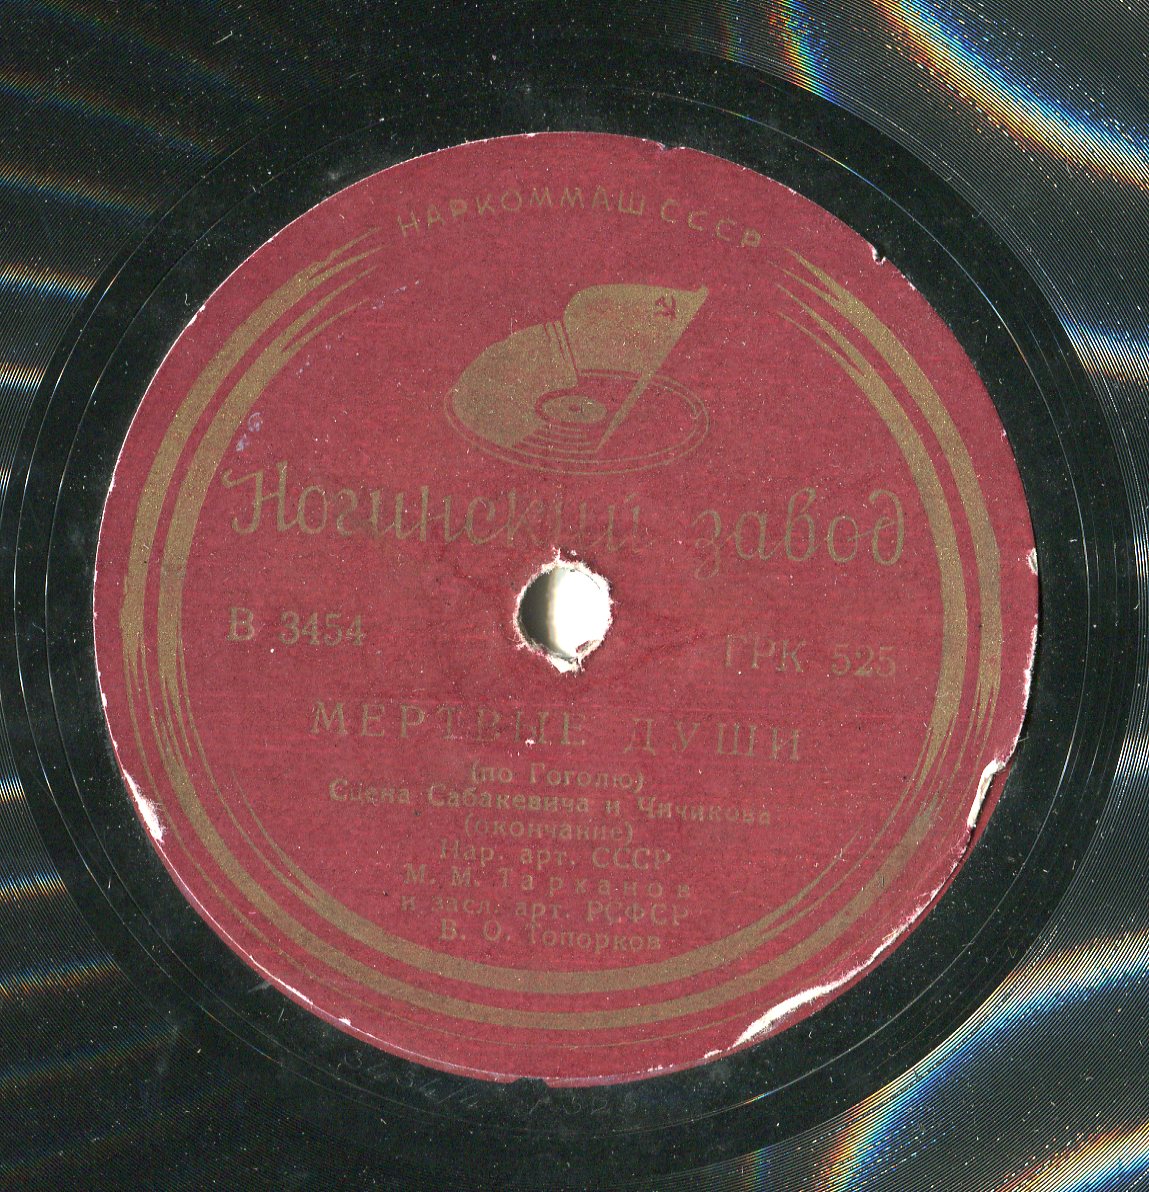 НАРКОММАШ СССР
Ногинский завод
В 3454
ГРК 525
МЕРТВЫЕ ДУШИ
(по Гоголю)
Сцена Сабакевича и Чичикова
(окончание)
Нар. арт. СССР
М. М. Тарханов
и засл. арт. РСФСР
В. О. Топорков